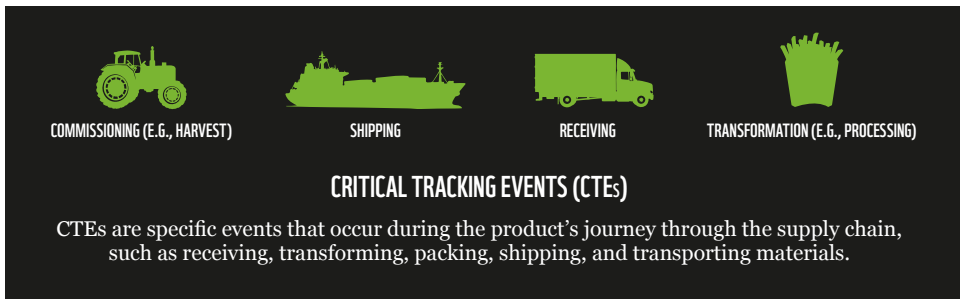 COMMISSIONING (E.G., HARVEST)
SHIPPING
RECEIVING
TRANSFORMATION (E.G., PROCESSING)
CRITICAL TRACKING EVENTS (CTEs)
CTEs are specific events that occur during the product’s journey through the supply chain,
such as receiving, transforming, packing, shipping, and transporting materials.